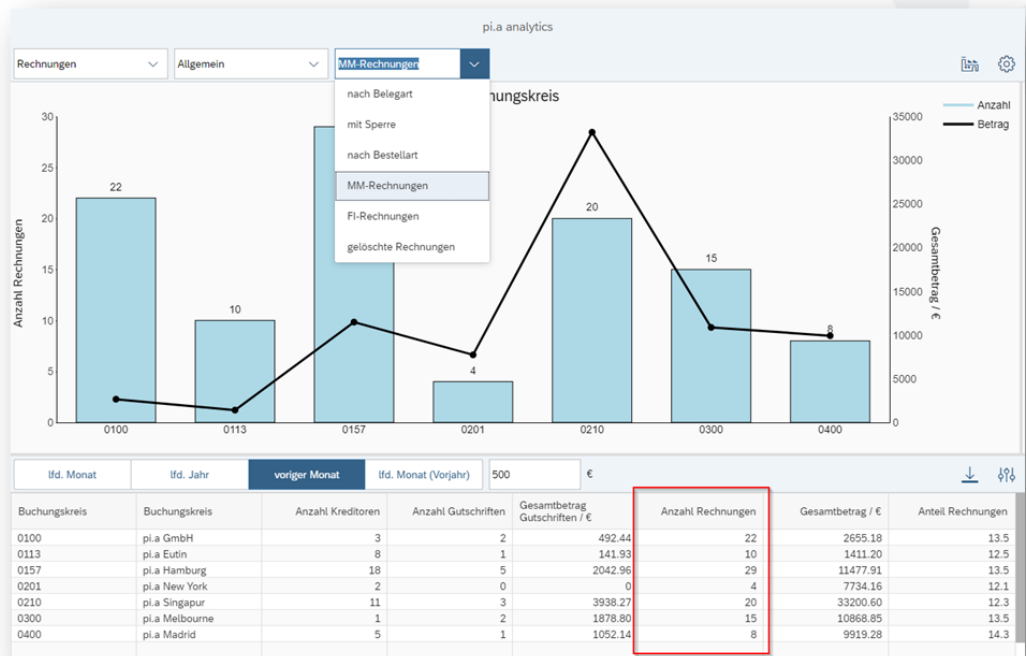 pi.a analytics
Rechnungen Allgemein MM-Rechnungen
nach Belegart
mit Sperre
nach Bestellart
MM-Rechnungen
FI-Rechnungen
gelöschte Rechnungen
hungskreis
Anzahl
Betrag
Anzahl Rechnungen
30
25
20
15
10
5
0
22
10
4
20
15
8
0100 0113 0157 0201 0210 0300 0400
35000
30000
25000
20000
15000
10000
5000
0
Gesamtbetrag / €
lfd. Monat lfd. Jahr voriger Monat lfd. Monat (Vorjahr) 500 €
Buchungskreis Buchungskreis Anzahl Kreditoren Anzahl Gutschriften Gesamtbetrag Gutschriften / € Anzahl Rechnungen Gesamtbetrag / € Anteil Rechnungen
0100 pi.a GmbH 3 2 492.44 22 2655.18 13.5
0113 pi.a Eutin 8 1 141.93 10 1411.20 12.5
0157 pi.a Hamburg 18 5 2042.96 29 11477.91 13.5
0201 pi.a New York 2 0 0 4 7734.16 12.1
0210 pi.a Singapur 11 3 3938.27 20 33200.60 12.3
0300 pi.a Melbourne 1 2 1878.80 15 10868.85 13.5
0400 pi.a Madrid 5 1 1052.14 8 9919.28 14.3